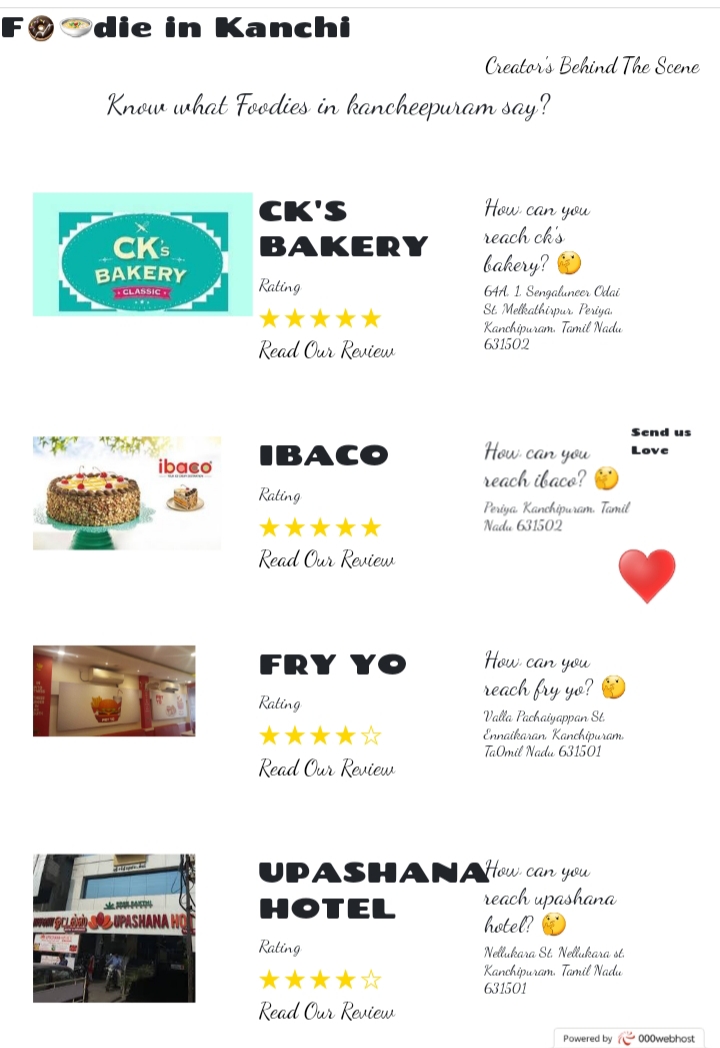 F🍩🍲die in Kanchi
Creator's Behind The Scene
Know what Foodies in kancheepuram say?
CK's
BAKERY
CLASSIC
CK'S
BAKERY
Rating
★★★★★
Read Our Review
How can you
reach ck's
bakery? 🤔
64A, 1, Sengaluneer Odai
St, Melkathirpur, Periya,
Kanchipuram, Tamil Nadu
631502
ibaco
IBACO
Rating
★★★★★
Read Our Review
How can you
reach ibaco? 🤔
Periya, Kanchipuram, Tamil
Nadu 631502
Send us
Love
❤️
FRY YO
Rating
★★★★☆
Read Our Review
How can you
reach fry yo? 🤔
Valla Pachaiyappan St,
Ennaikaran, Kanchipuram,
Ta0mil Nadu 631501
UPASHANA HO
UPASHANA
HOTEL
Rating
★★★★☆
Read Our Review
How can you
reach upashana
hotel? 🤔
Nellukara St, Nellukara st,
Kanchipuram, Tamil Nadu
631501
Powered by 000webhost